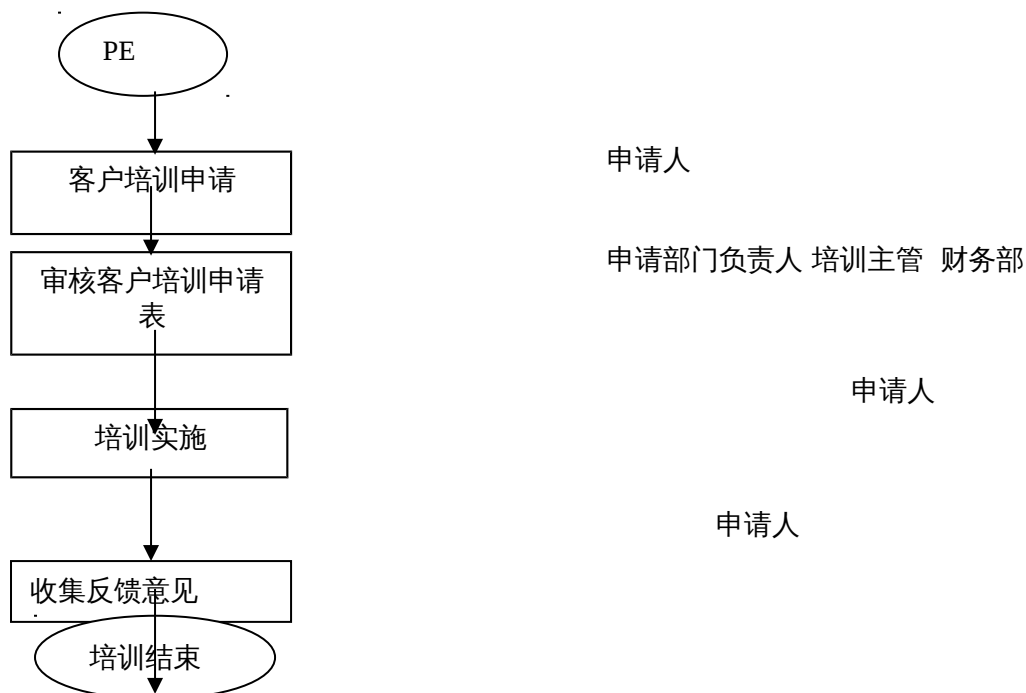 PE
客户培训申请
申请人
审核客户培训申请
表
申请部门负责人 培训主管 财务部
申请人
培训实施
申请人
收集反馈意见
培训结束